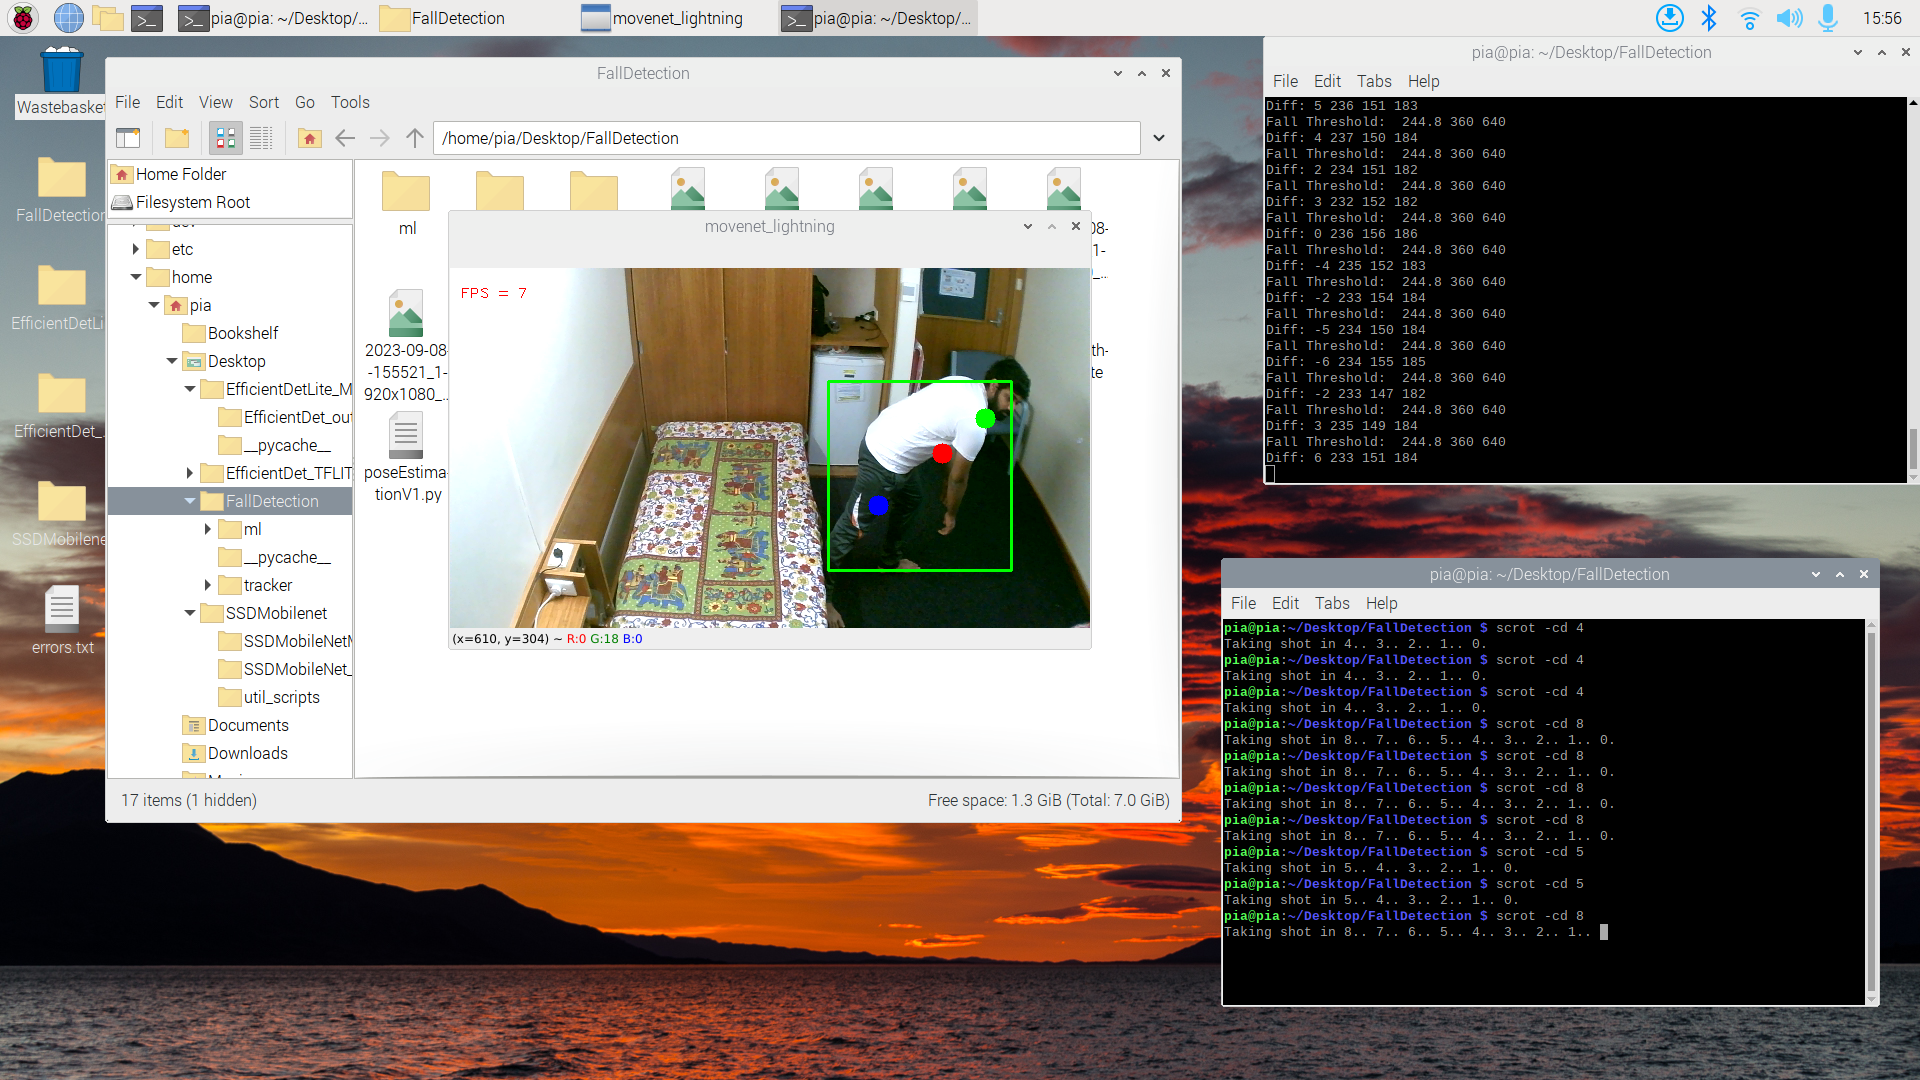 pia@pia: ~/Desktop/...
FallDetection
movenet_lightning
pia@pia: ~/Desktop/...
15:56
Wastebasket
FallDetection
EfficientDetLi
EfficientDet_
SSDMobilene
errors.txt
FallDetection
File Edit View Sort Go Tools
/home/pia/Desktop/FallDetection
Home Folder
Filesystem Root
etc
home
pia
Bookshelf
Desktop
EfficientDetLite_M
EfficientDet_out
__pycache__
EfficientDet_TFLIT
FallDetection
ml
__pycache__
tracker
SSDMobilenet
SSDMobileNetM
SSDMobileNet_
util_scripts
Documents
Downloads
ml
2023-09-08-
-155521_1-
920x1080_...
poseEstima-
tionV1.py
08-
1-
_...
th-
te
17 items (1 hidden)
Free space: 1.3 GiB (Total: 7.0 GiB)
movenet_lightning
FPS = 7
(x=610, y=304) ~ R:0 G:18 B:0
pia@pia: ~/Desktop/FallDetection
File Edit Tabs Help
Diff: 5 236 151 183
Fall Threshold:  244.8 360 640
Diff: 4 237 150 184
Fall Threshold:  244.8 360 640
Diff: 2 234 151 182
Fall Threshold:  244.8 360 640
Diff: 3 232 152 182
Fall Threshold:  244.8 360 640
Diff: 0 236 156 186
Fall Threshold:  244.8 360 640
Diff: -4 235 152 183
Fall Threshold:  244.8 360 640
Diff: -2 233 154 184
Fall Threshold:  244.8 360 640
Diff: -5 234 150 184
Fall Threshold:  244.8 360 640
Diff: -6 234 155 185
Fall Threshold:  244.8 360 640
Diff: -2 233 147 182
Fall Threshold:  244.8 360 640
Diff: 3 235 149 184
Fall Threshold:  244.8 360 640
Diff: 6 233 151 184
pia@pia: ~/Desktop/FallDetection
File Edit Tabs Help
pia@pia:~/Desktop/FallDetection $ scrot -cd 4
Taking shot in 4.. 3.. 2.. 1.. 0.
pia@pia:~/Desktop/FallDetection $ scrot -cd 4
Taking shot in 4.. 3.. 2.. 1.. 0.
pia@pia:~/Desktop/FallDetection $ scrot -cd 4
Taking shot in 4.. 3.. 2.. 1.. 0.
pia@pia:~/Desktop/FallDetection $ scrot -cd 8
Taking shot in 8.. 7.. 6.. 5.. 4.. 3.. 2.. 1.. 0.
pia@pia:~/Desktop/FallDetection $ scrot -cd 8
Taking shot in 8.. 7.. 6.. 5.. 4.. 3.. 2.. 1.. 0.
pia@pia:~/Desktop/FallDetection $ scrot -cd 8
Taking shot in 8.. 7.. 6.. 5.. 4.. 3.. 2.. 1.. 0.
pia@pia:~/Desktop/FallDetection $ scrot -cd 8
Taking shot in 8.. 7.. 6.. 5.. 4.. 3.. 2.. 1.. 0.
pia@pia:~/Desktop/FallDetection $ scrot -cd 5
Taking shot in 5.. 4.. 3.. 2.. 1.. 0.
pia@pia:~/Desktop/FallDetection $ scrot -cd 5
Taking shot in 5.. 4.. 3.. 2.. 1.. 0.
pia@pia:~/Desktop/FallDetection $ scrot -cd 8
Taking shot in 8.. 7.. 6.. 5.. 4.. 3.. 2.. 1..